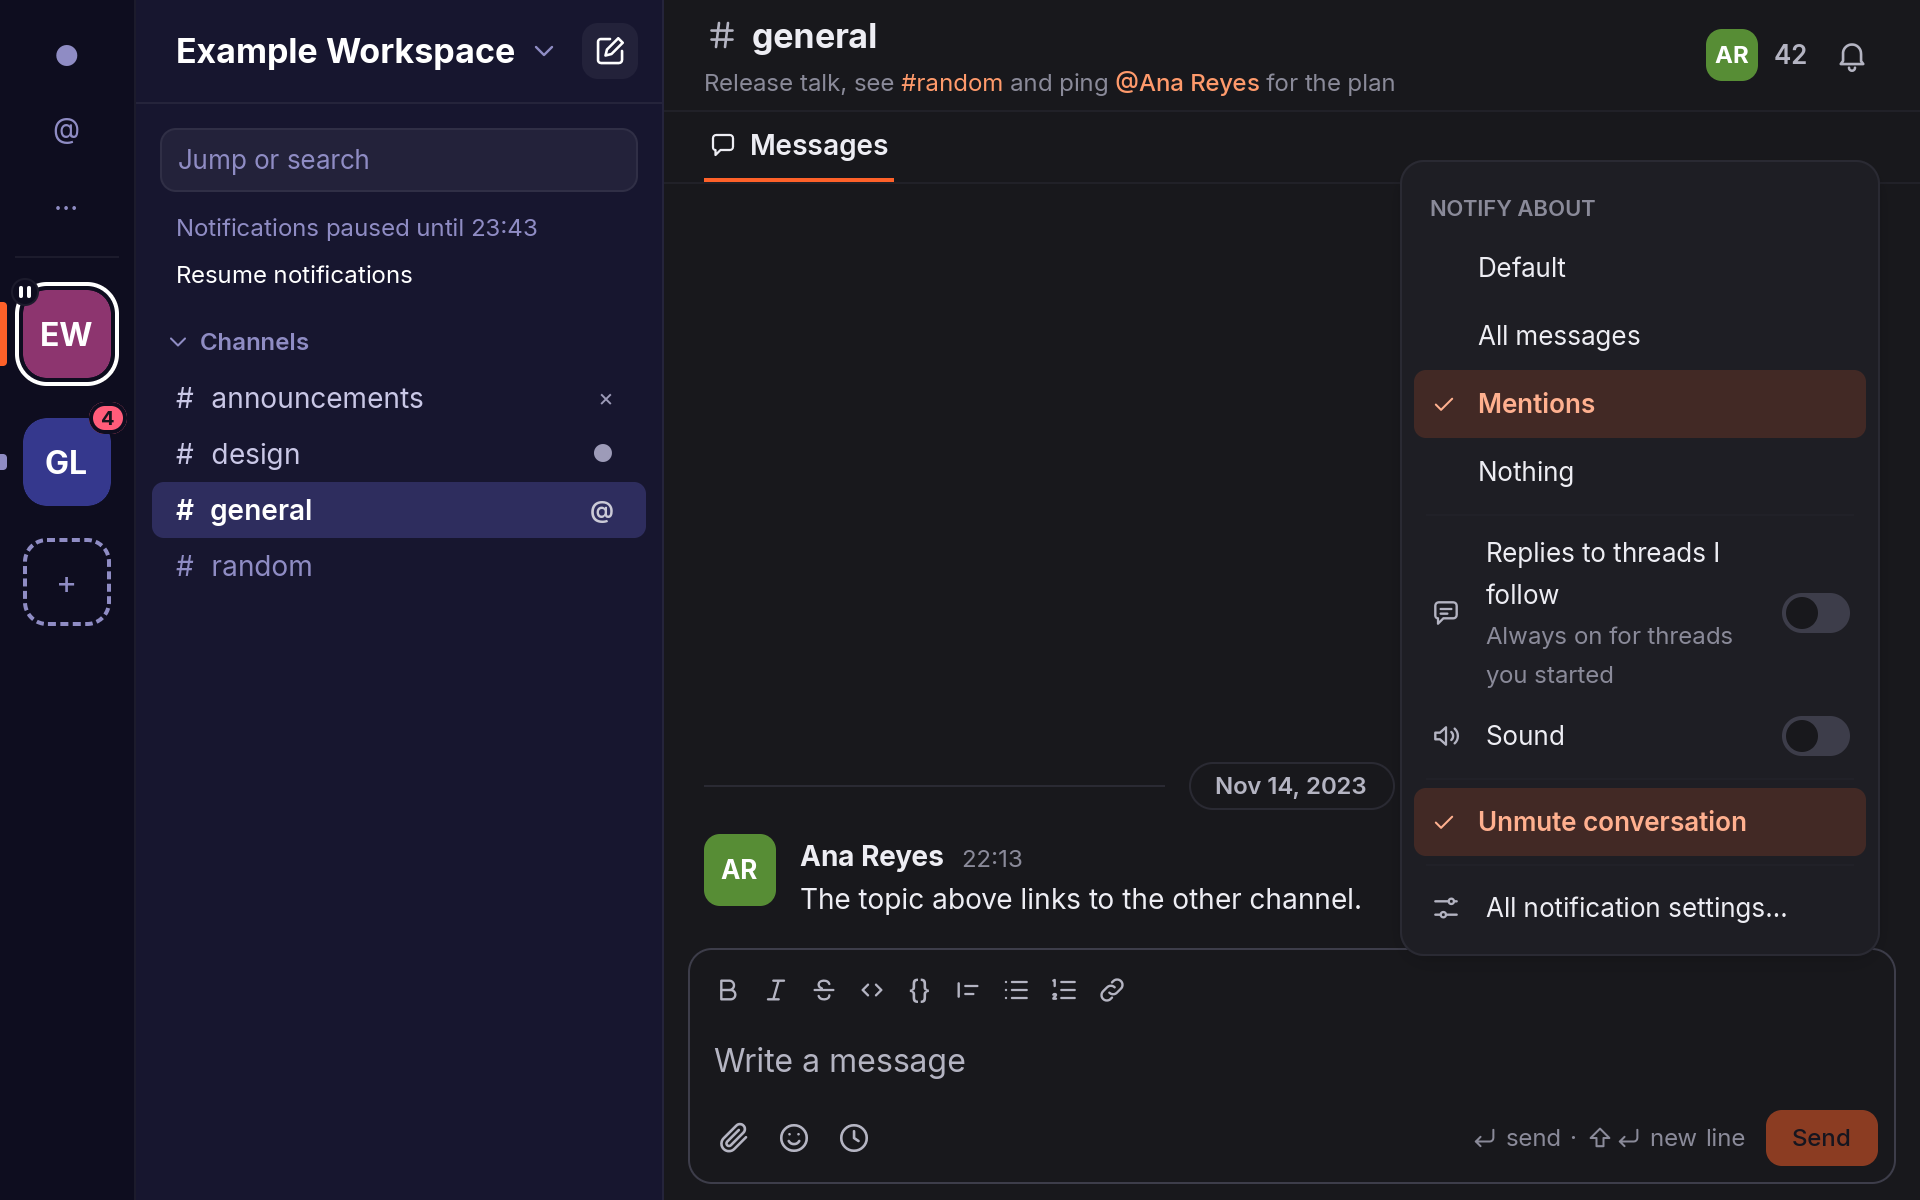 @
...
EW
4
GL
+
Example Workspace
Jump or search
Notifications paused until 23:43
Resume notifications
Channels
# announcements ×
# design
# general @
# random
# general
Release talk, see #random and ping @Ana Reyes for the plan
AR 42
Messages
NOTIFY ABOUT
Default
All messages
Mentions
Nothing
Replies to threads I
follow
Always on for threads
you started
Sound
Unmute conversation
All notification settings...
Nov 14, 2023
AR
Ana Reyes 22:13
The topic above links to the other channel.
Write a message
send · new line
Send